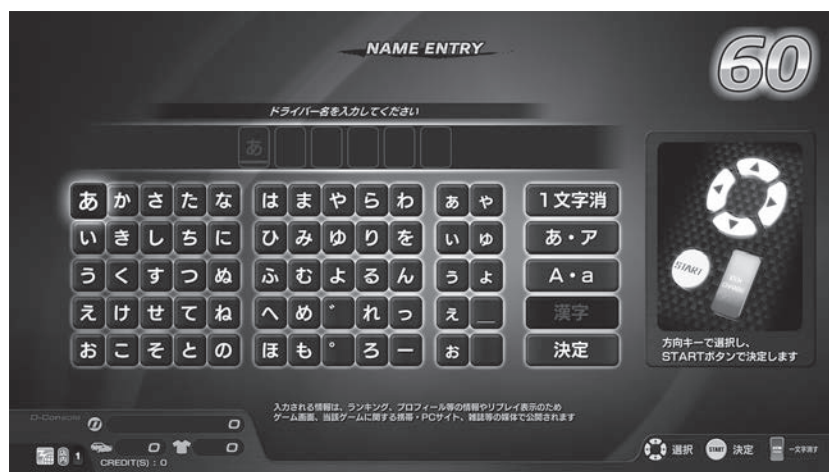 NAME ENTRY
60
ドライバー名を入力してください
あ
あ か さ た な は ま や ら わ ぁ ゃ 1文字消
い き し ち に ひ み ゆ り を ぃ ゅ あ・ア
う く す つ ぬ ふ む よ る ん ぅ ょ A・a
え け せ て ね へ め ゛ れ っ ぇ _ 漢字
お こ そ と の ほ も ゜ ろ ー ぉ 決定
START
方向キーで選択し、
STARTボタンで決定します
入力される情報は、ランキング、プロフィール等の情報やリプレイ表示のため
ゲーム画面、当該ゲームに関する携帯・PCサイト、雑誌等の媒体で公開されます
D-CoPoint
0
1 0 0
CREDIT(S) : 0
選択 START 決定 一文字消す